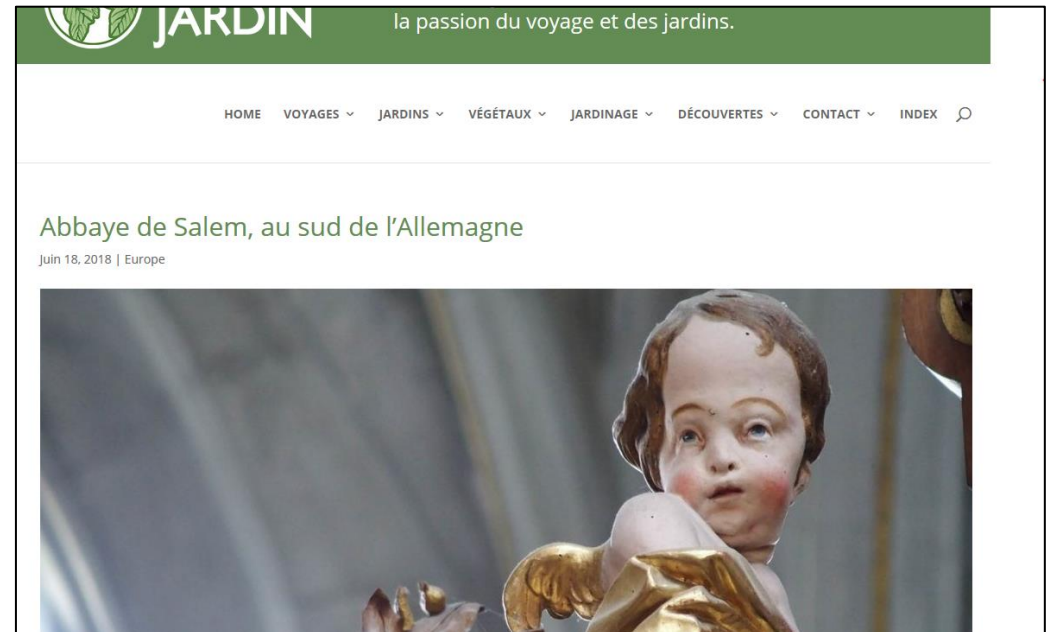 JARDIN
la passion du voyage et des jardins.
HOME VOYAGES JARDINS VÉGÉTAUX JARDINAGE DÉCOUVERTES CONTACT INDEX
Abbaye de Salem, au sud de l’Allemagne
Juin 18, 2018 | Europe